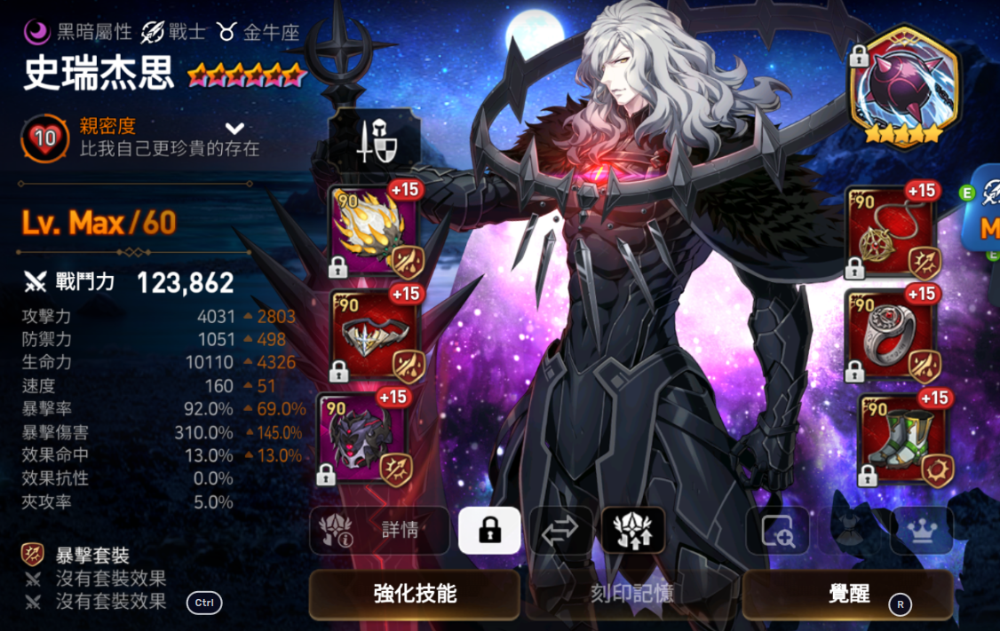 黑暗屬性 戰士 金牛座
史瑞杰思
10 親密度
比我自己更珍貴的存在
Lv. Max/60
戰鬥力 123,862
攻擊力 4031 2803
防禦力 1051 498
生命力 10110 4326
速度 160 51
暴擊率 92.0% 69.0%
暴擊傷害 310.0% 145.0%
效果命中 13.0% 13.0%
效果抗性 0.0%
夾攻率 5.0%
暴擊套裝
沒有套裝效果
沒有套裝效果 Ctrl
90 +15
90 +15
90 +15
90 +15
90 +15
90 +15
E
M
E
詳情
強化技能 刻印記憶 覺醒 R